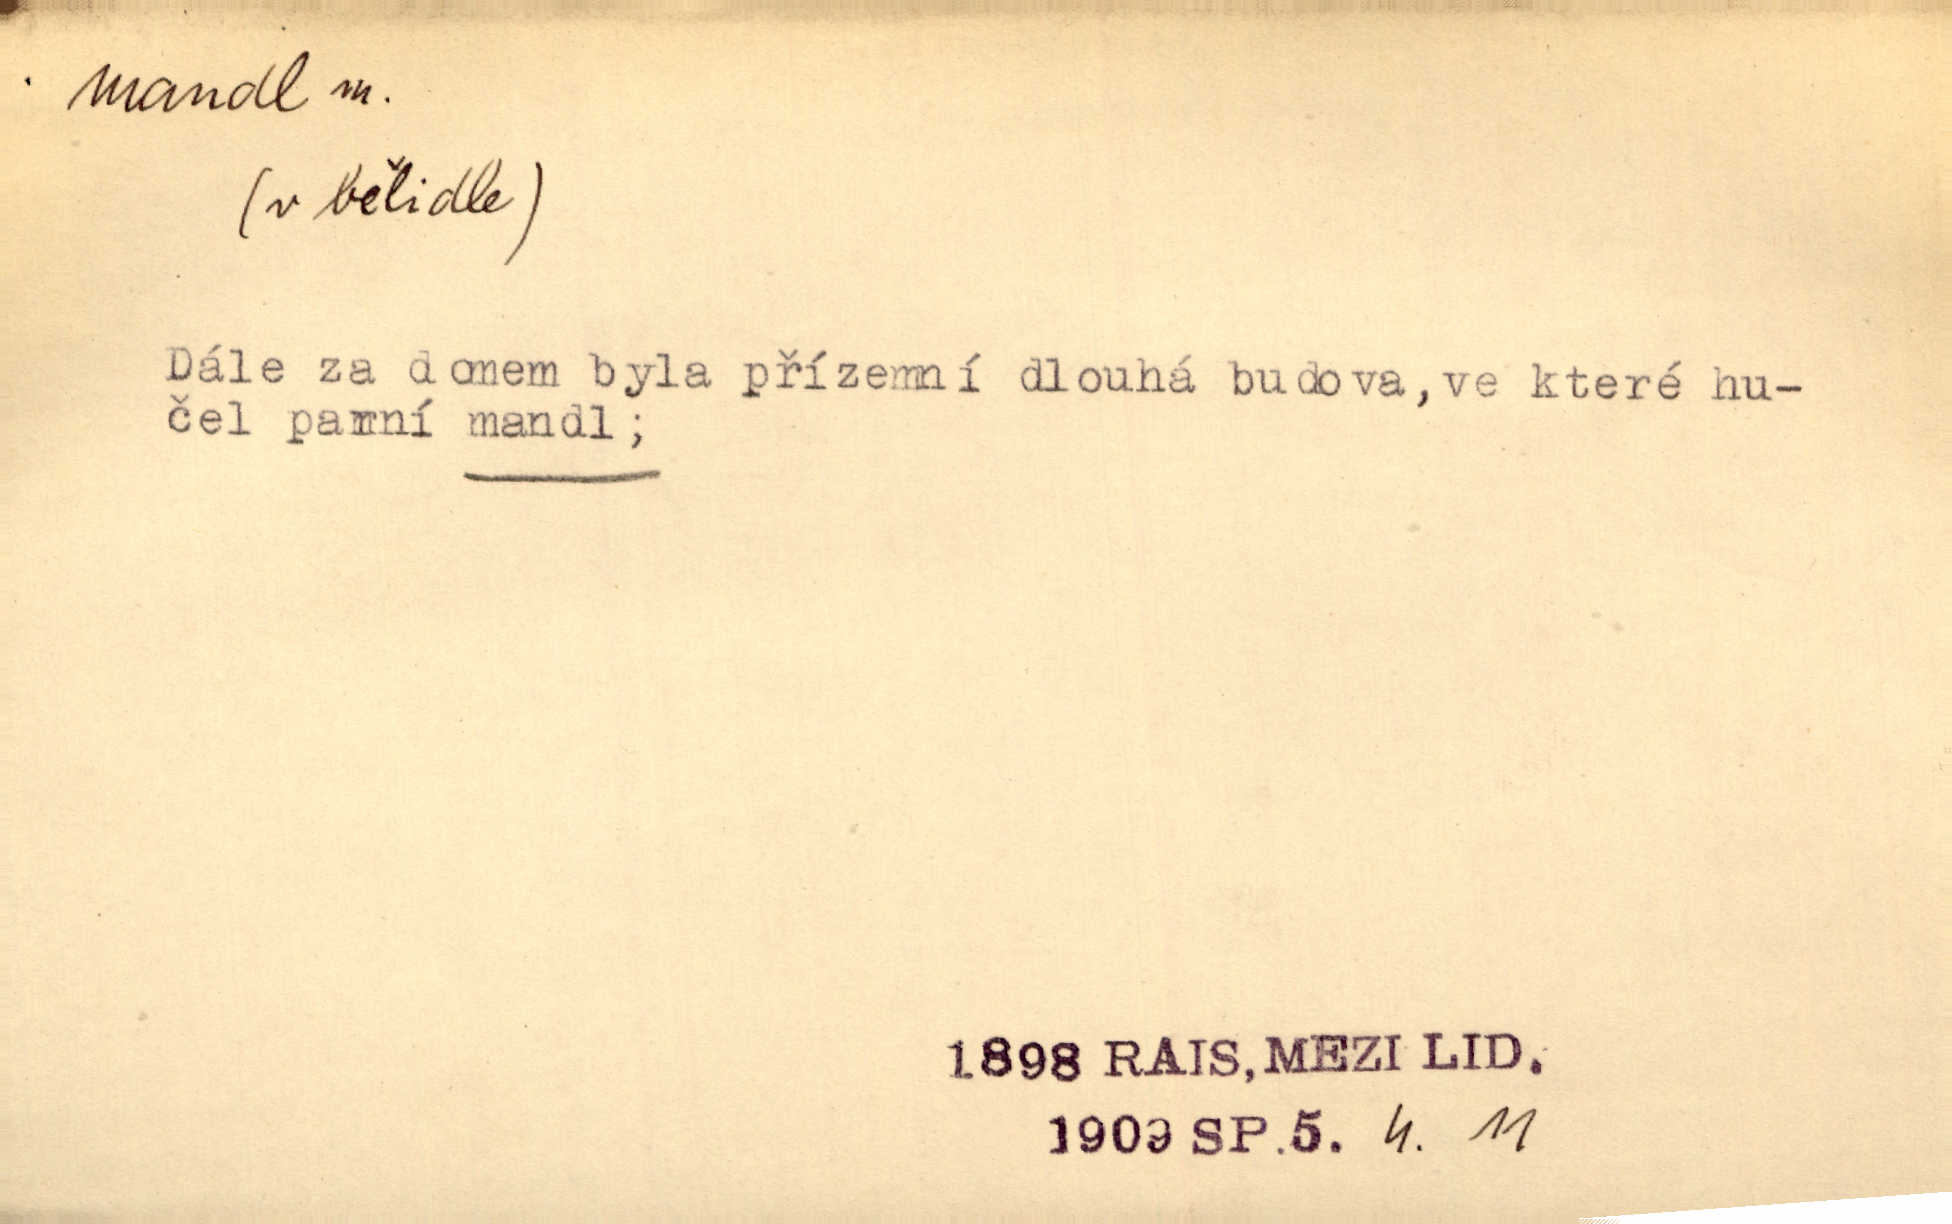 mandl m.
(v bělidle)
Dále za domem byla přízemní dlouhá budova,ve které hu-
čel parní mandl;
1898 RAIS, MEZI LID.
1909 SP.5. h. 11